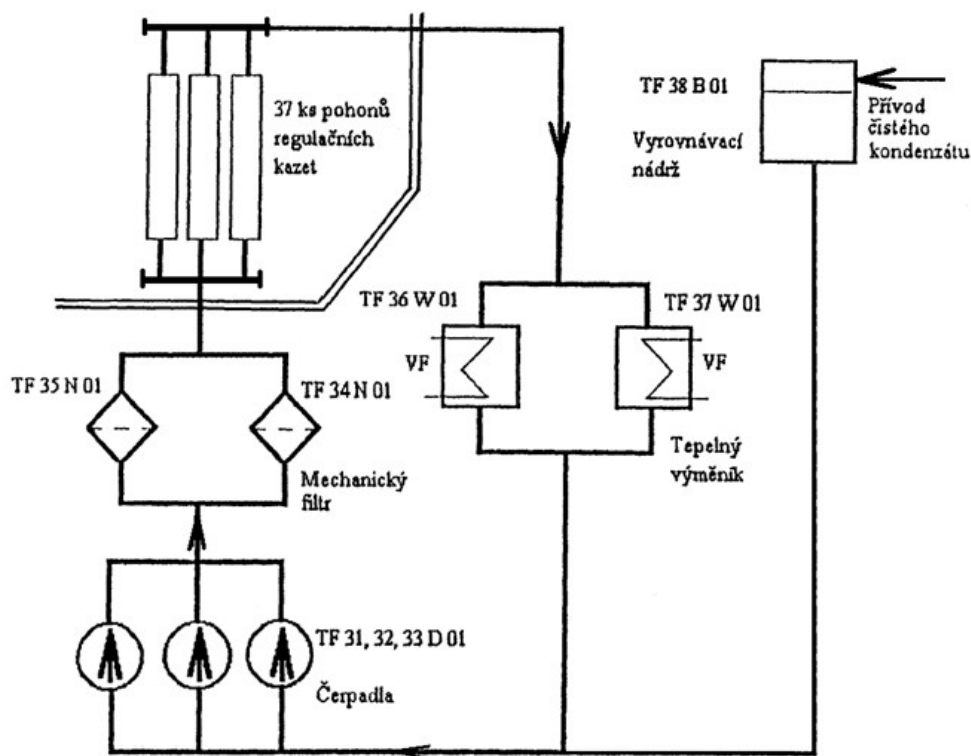 37 ks pohonů
regulačních
kazet
TF 38 B 01
Přívod
čistého
kondenzátu
Vyrovnávací
nádrž
TF 36 W 01
TF 37 W 01
VF
VF
TF 35 N 01
TF 34 N 01
Tepelný
výměník
Mechanický
filtr
TF 31, 32, 33 D 01
Čerpadla